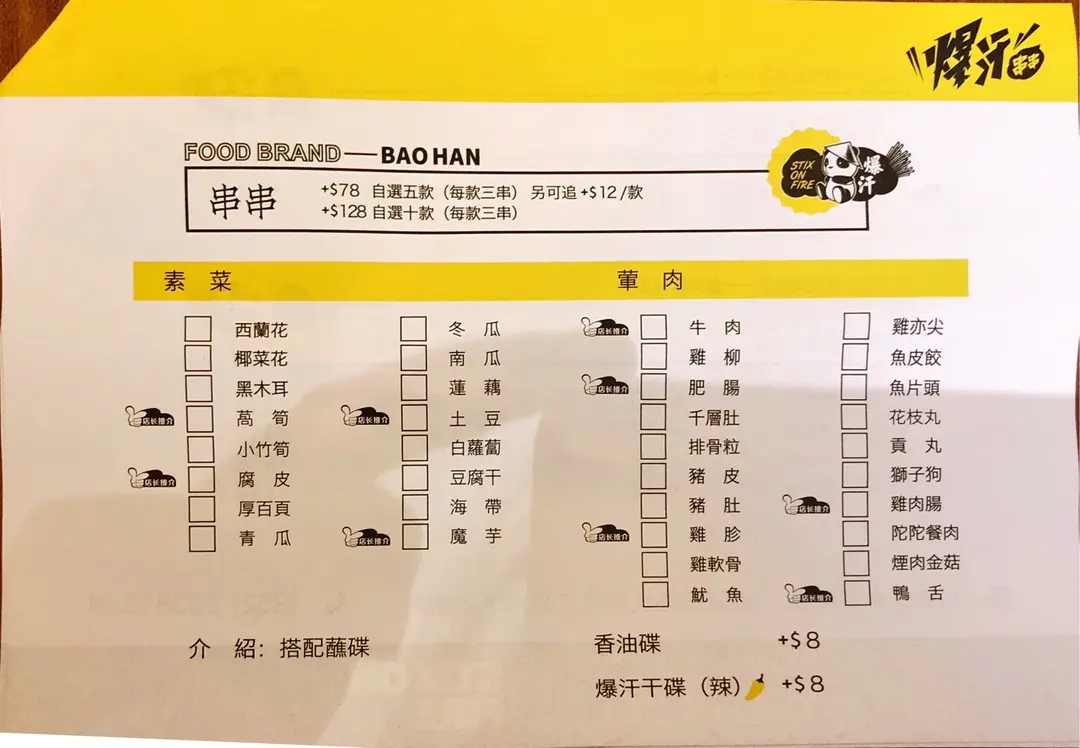 爆汗串串
FOOD BRAND — BAO HAN
STIX ON FIRE
爆汗
串串
+$78 自選五款（每款三串） 另可追 +$12/款
+$128 自選十款（每款三串）
素 菜
葷 肉
西蘭花
椰菜花
黑木耳
店长推介 萵 筍
小竹筍
店长推介 腐 皮
厚百頁
青 瓜
冬 瓜
南 瓜
蓮 藕
店长推介 土 豆
白蘿蔔
豆腐干
海 帶
店长推介 魔 芋
店长推介 牛 肉
雞 柳
店长推介 肥 腸
千層肚
排骨粒
豬 皮
豬 肚
店长推介 雞 胗
雞軟骨
魷 魚
雞亦尖
魚皮餃
魚片頭
花枝丸
貢 丸
獅子狗
店长推介 雞肉腸
陀陀餐肉
煙肉金菇
店长推介 鴨 舌
介 紹：搭配蘸碟
香油碟 +$8
爆汗干碟（辣） +$8